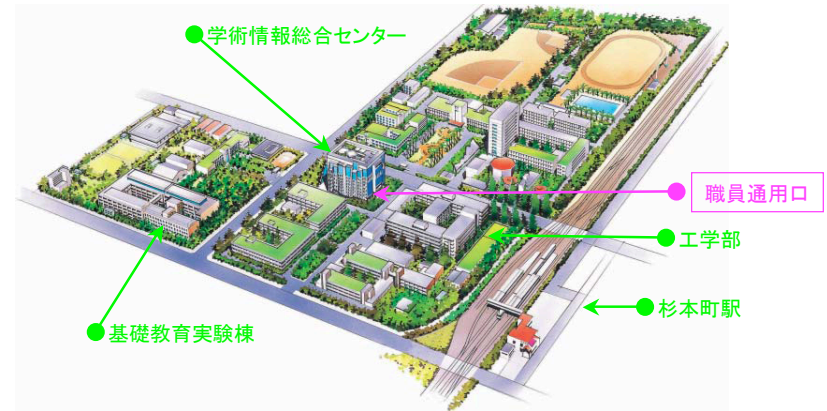 学術情報総合センター
職員通用口
工学部
杉本町駅
基礎教育実験棟